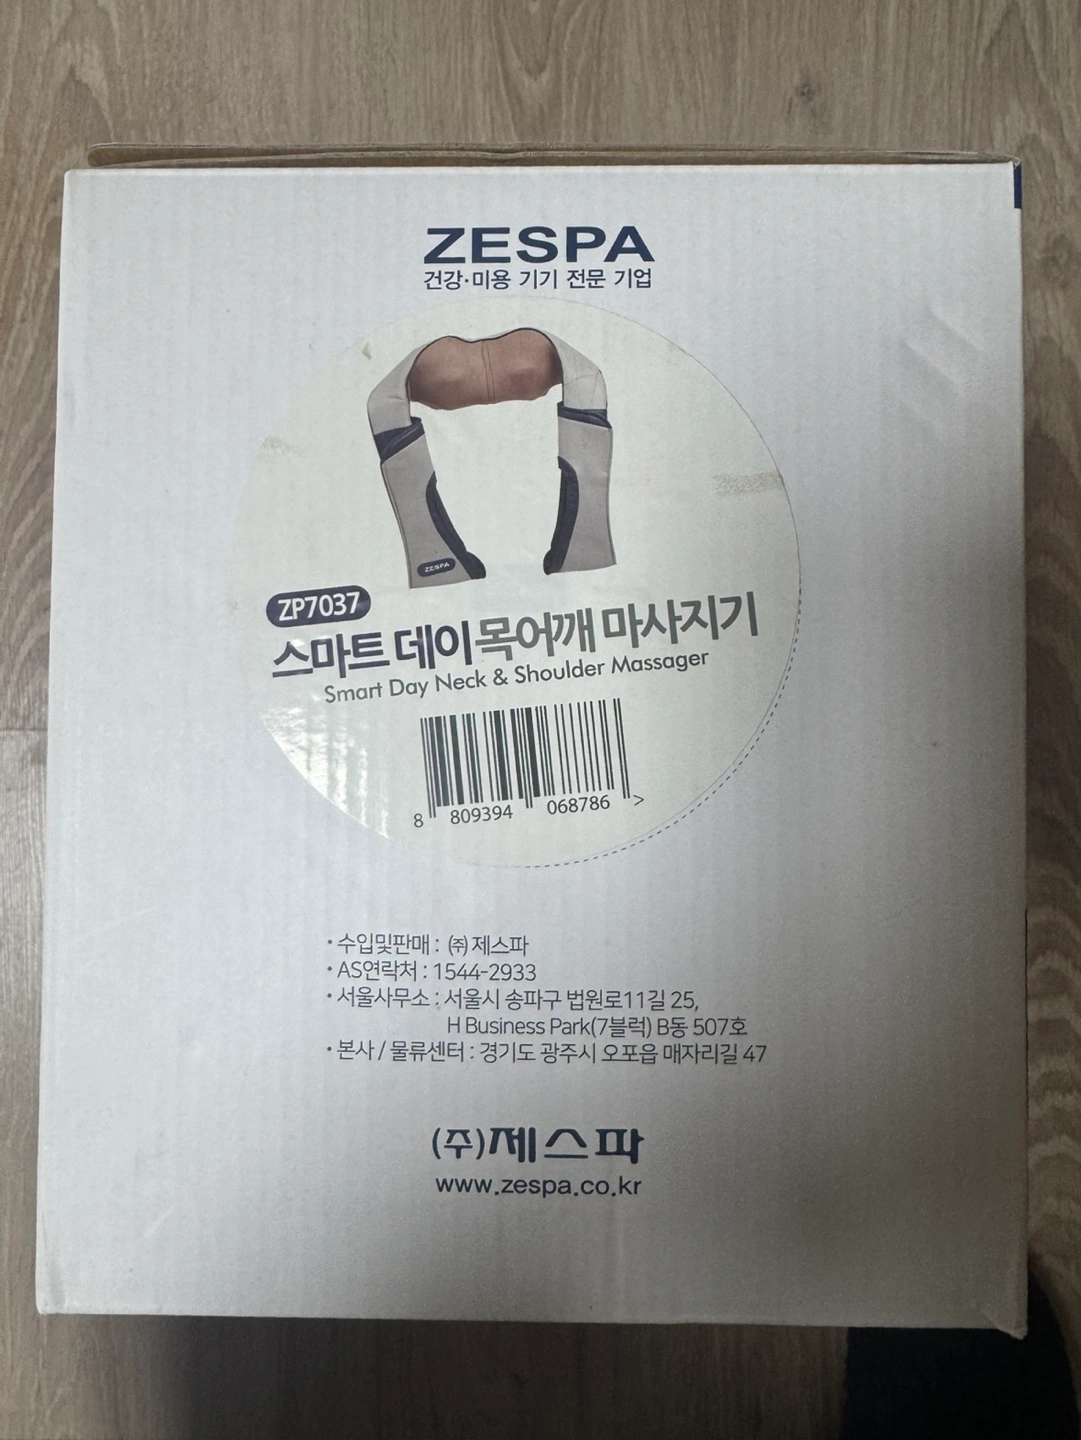 ZESPA
건강·미용 기기 전문 기업
ZESPA
ZP7037
스마트 데이 목어깨 마사지기
Smart Day Neck & Shoulder Massager
8 809394 068786 >
• 수입및판매 : ㈜ 제스파
• AS연락처 : 1544-2933
• 서울사무소 : 서울시 송파구 법원로11길 25,
H Business Park(7블럭) B동 507호
• 본사 / 물류센터 : 경기도 광주시 오포읍 매자리길 47
(주)제스파
www.zespa.co.kr